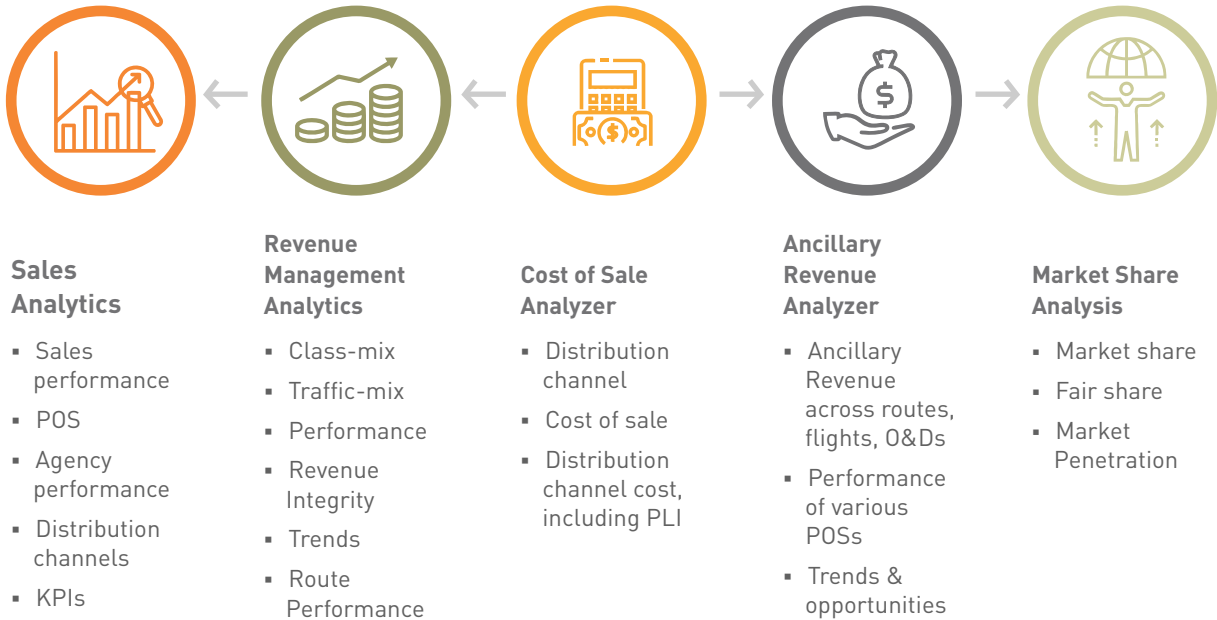 Sales
Analytics
▪ Sales
performance
▪ POS
▪ Agency
performance
▪ Distribution
channels
▪ KPIs
Revenue
Management
Analytics
▪ Class-mix
▪ Traffic-mix
▪ Performance
▪ Revenue
Integrity
▪ Trends
▪ Route
Performance
$
Cost of Sale
Analyzer
▪ Distribution
channel
▪ Cost of sale
▪ Distribution
channel cost,
including PLI
$
Ancillary
Revenue
Analyzer
▪ Ancillary
Revenue
across routes,
flights, O&Ds
▪ Performance
of various
POSs
▪ Trends &
opportunities
Market Share
Analysis
▪ Market share
▪ Fair share
▪ Market
Penetration